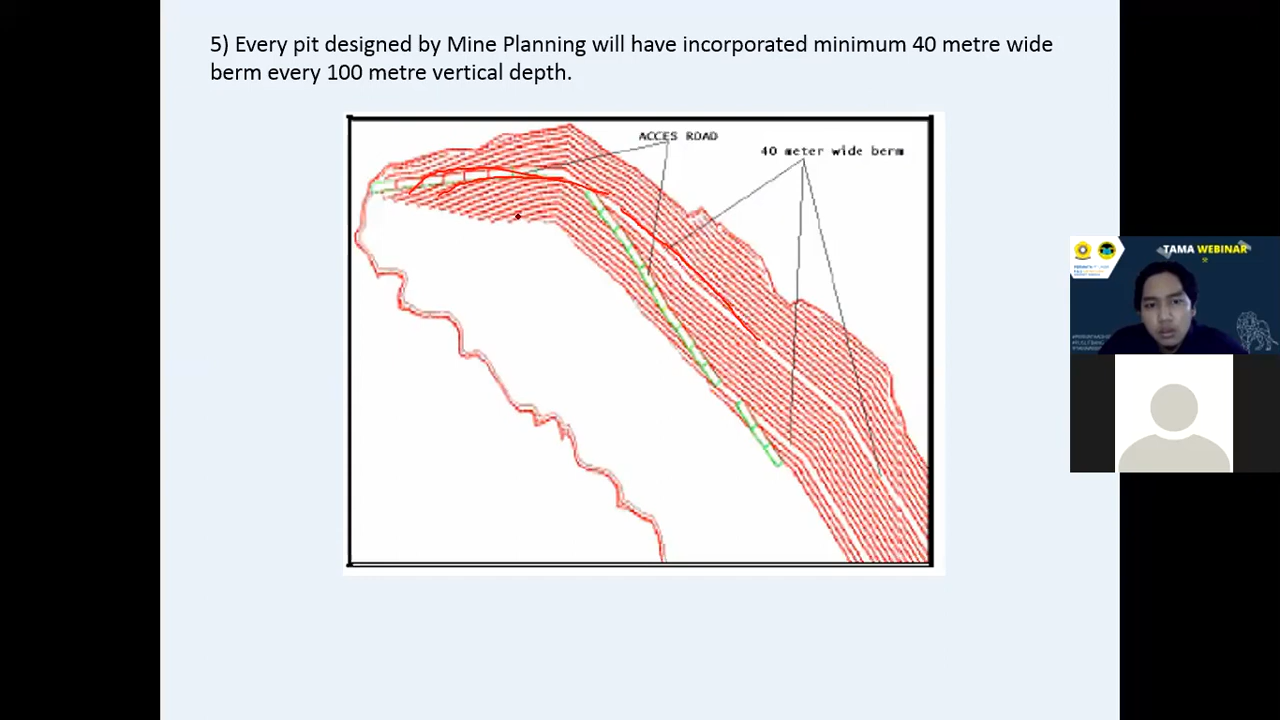 5) Every pit designed by Mine Planning will have incorporated minimum 40 metre wide
berm every 100 metre vertical depth.
ACCES ROAD
40 meter wide berm
TAMA WEBINAR